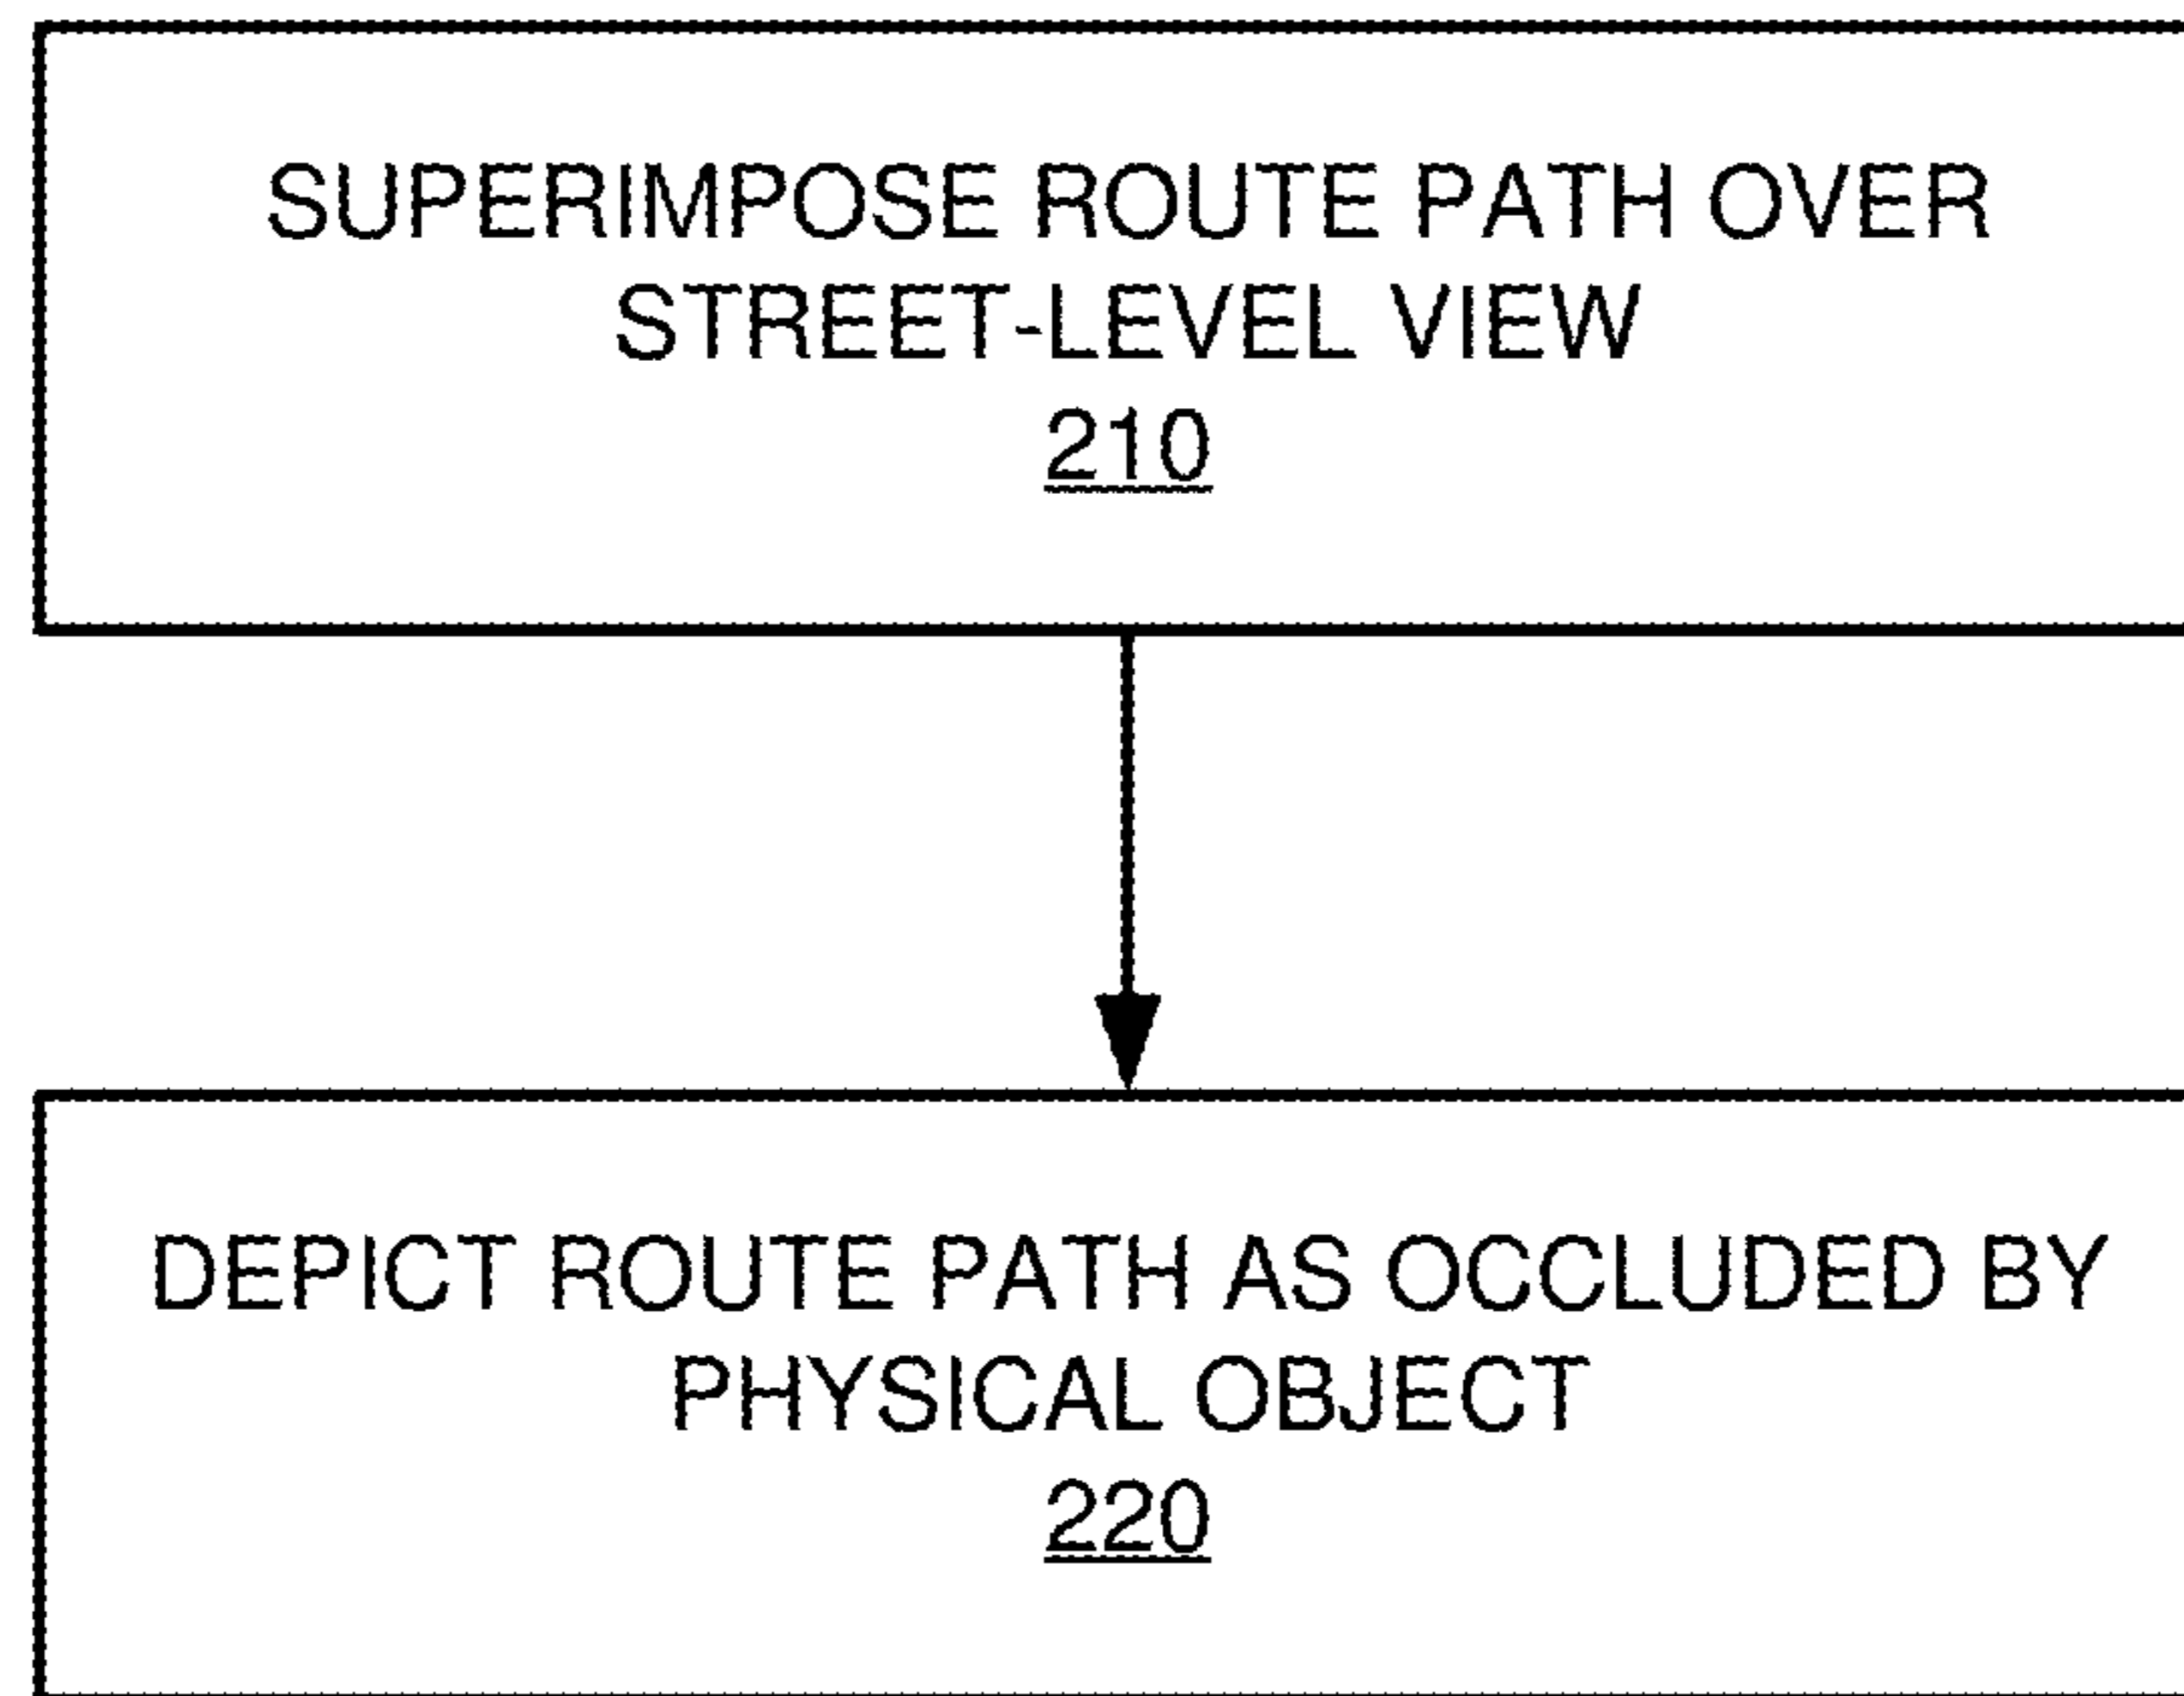 SUPERIMPOSE ROUTE PATH OVER
STREET-LEVEL VIEW
210
DEPICT ROUTE PATH AS OCCLUDED BY
PHYSICAL OBJECT
220